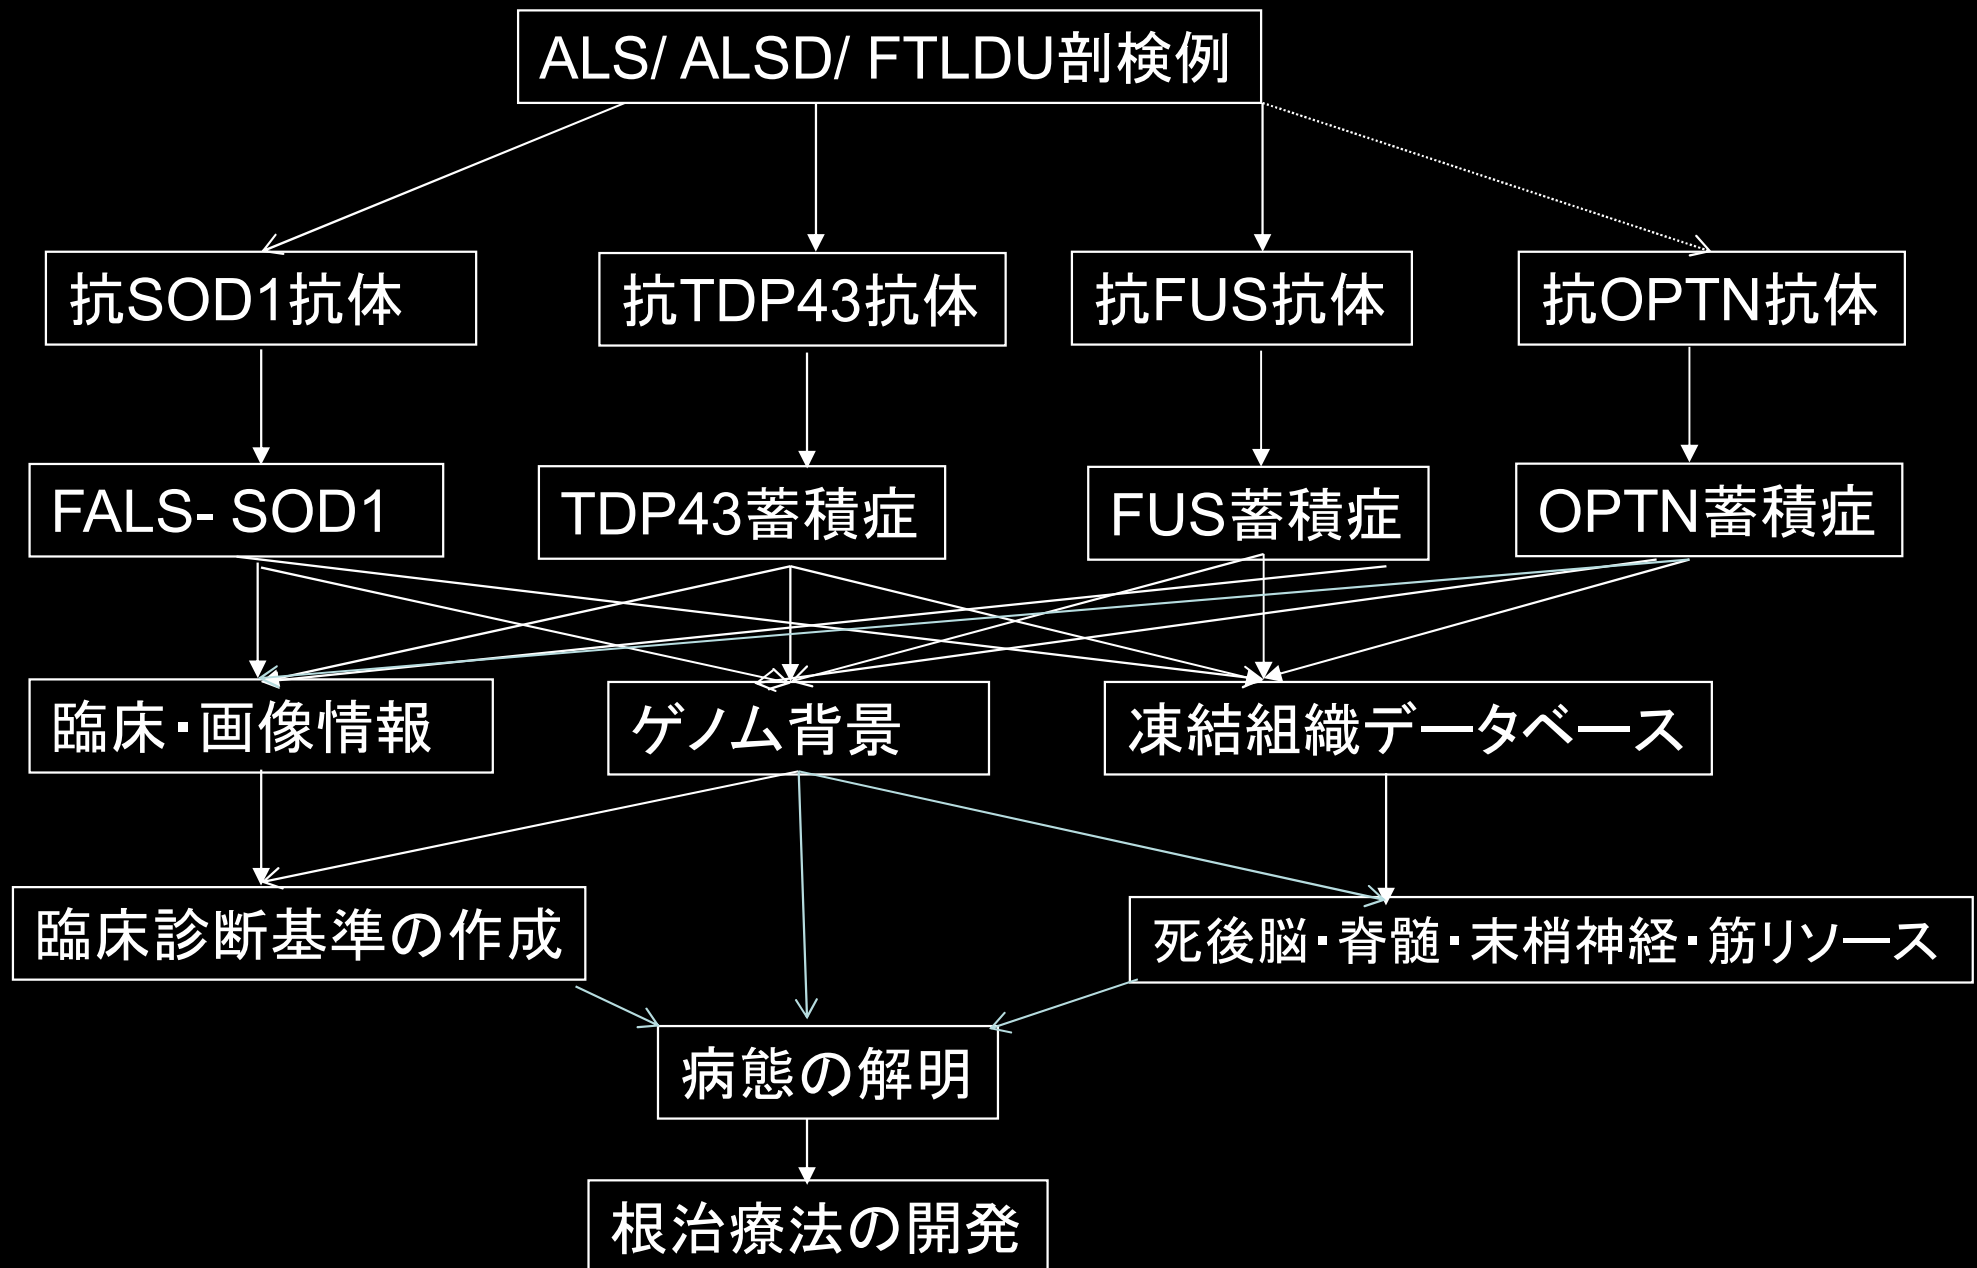 ALS/ ALSD/ FTLDU剖検例
抗SOD1抗体
抗TDP43抗体
抗FUS抗体
抗OPTN抗体
FALS- SOD1
TDP43蓄積症
FUS蓄積症
OPTN蓄積症
臨床・画像情報
ゲノム背景
凍結組織データベース
臨床診断基準の作成
死後脳・脊髄・末梢神経・筋リソース
病態の解明
根治療法の開発